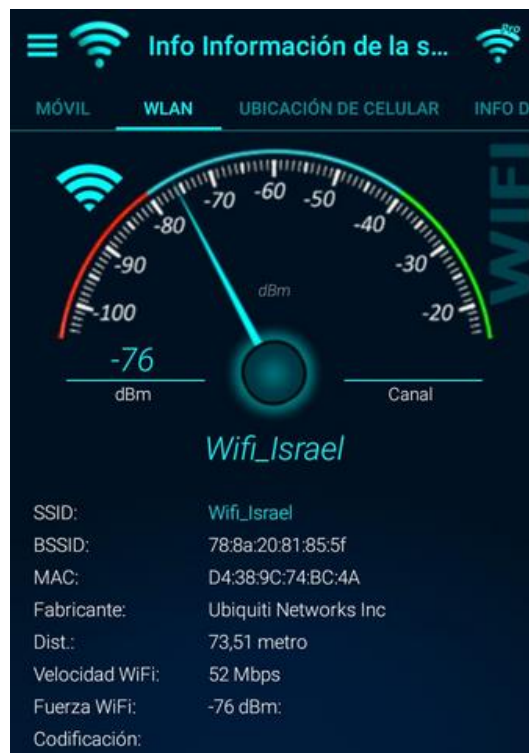 Info Información de la s...
Pro
MÓVIL WLAN UBICACIÓN DE CELULAR INFO D
WIFI
-100 -90 -80 -70 -60 -50 -40 -30 -20
dBm
-76
dBm Canal
Wifi_Israel
SSID: Wifi_Israel
BSSID: 78:8a:20:81:85:5f
MAC: D4:38:9C:74:BC:4A
Fabricante: Ubiquiti Networks Inc
Dist.: 73,51 metro
Velocidad WiFi: 52 Mbps
Fuerza WiFi: -76 dBm:
Codificación: